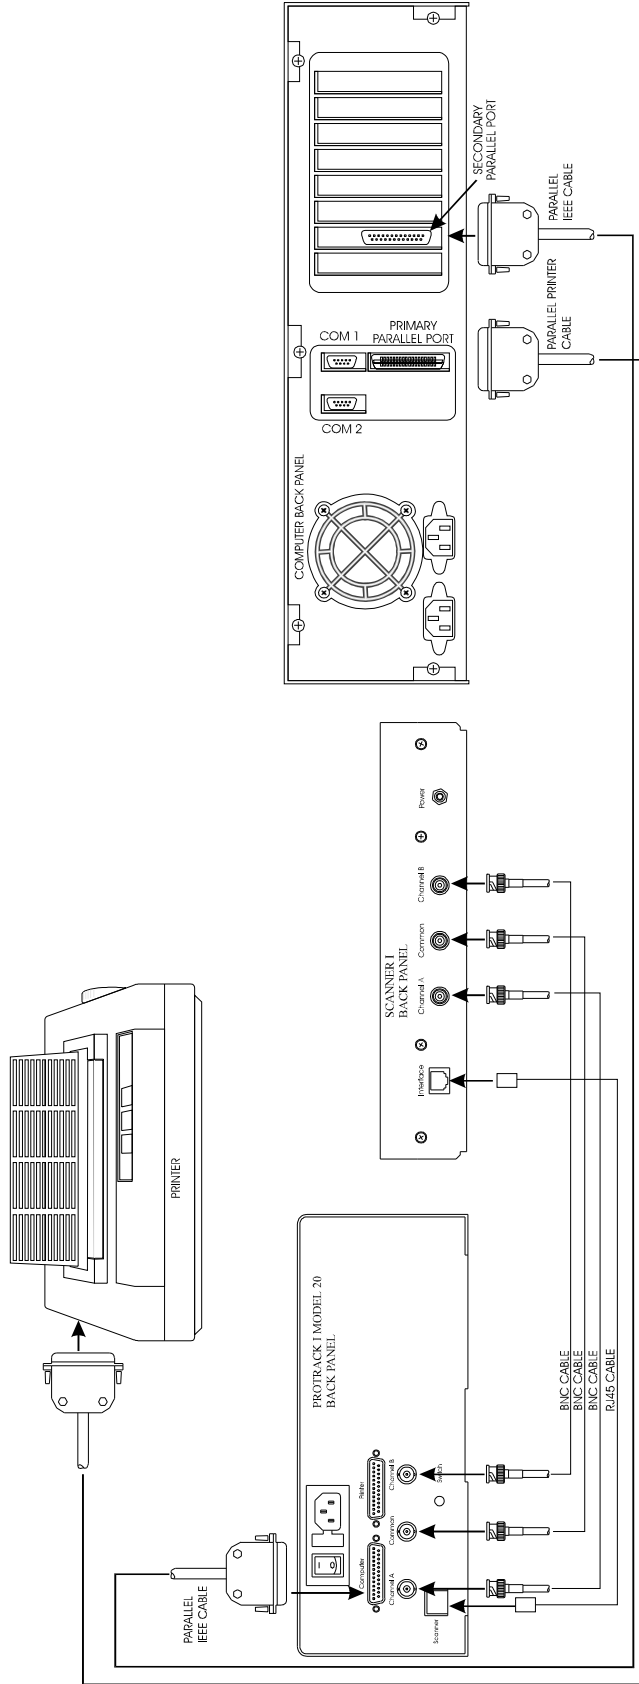 SECONDARY
PARALLEL PORT
PARALLEL
IEEE CABLE
PARALLEL PRINTER
CABLE
COM 1
PRIMARY
PARALLEL PORT
COM 2
COMPUTER BACK PANEL
Power
Channel B
Common
Channel A
Interface
SCANNER I
BACK PANEL
PRINTER
PROTRACK I MODEL 20
BACK PANEL
Printer
Channel B
Switch
Computer
Common
Channel A
Scanner
BNC CABLE
BNC CABLE
BNC CABLE
RJ45 CABLE
PARALLEL
IEEE CABLE